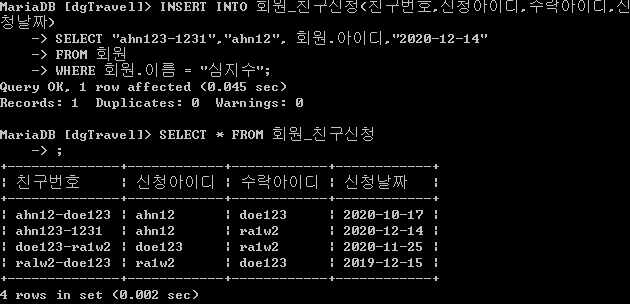 MariaDB [dgTravel]> INSERT INTO 회원_친구신청(친구번호,신청아이디,수락아이디,신
청날짜)
    -> SELECT "ahn123-1231","ahn12", 회원.아이디,"2020-12-14"
    -> FROM 회원
    -> WHERE 회원.이름 = "심지수";
Query OK, 1 row affected (0.045 sec)
Records: 1  Duplicates: 0  Warnings: 0

MariaDB [dgTravel]> SELECT * FROM 회원_친구신청
    -> ;
+--------------+------------+------------+------------+
| 친구번호     | 신청아이디 | 수락아이디 | 신청날짜   |
+--------------+------------+------------+------------+
| ahn12-doe123 | ahn12      | doe123     | 2020-10-17 |
| ahn123-1231  | ahn12      | ra1w2      | 2020-12-14 |
| doe123-ra1w2 | doe123     | ra1w2      | 2020-11-25 |
| ra1w2-doe123 | ra1w2      | doe123     | 2019-12-15 |
+--------------+------------+------------+------------+
4 rows in set (0.002 sec)